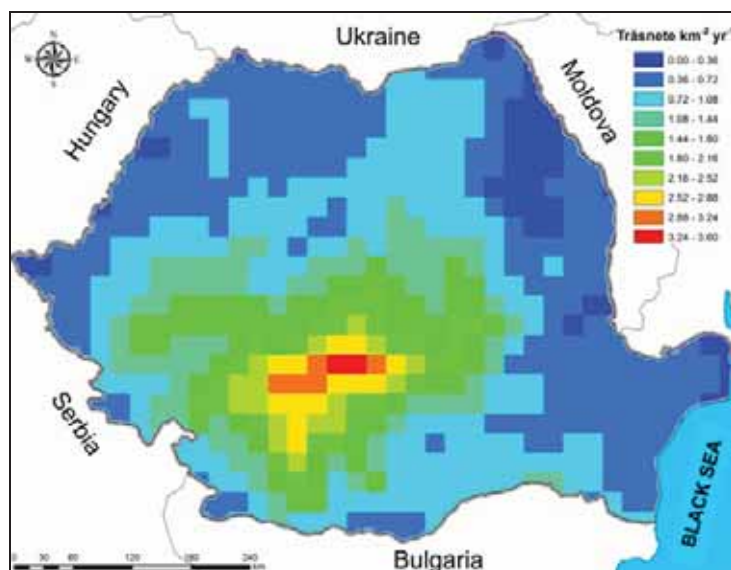 Ukraine
Trăsnete km⁻² yr⁻
Hungary
Moldova
0.00 - 0.36
0.36 - 0.72
0.72 - 1.08
1.08 - 1.44
1.44 - 1.80
1.80 - 2.16
2.16 - 2.52
2.52 - 2.88
2.88 - 3.24
3.24 - 3.60
N
W
E
S
Serbia
BLACK SEA
0 30 60 120 180 240
km
Bulgaria